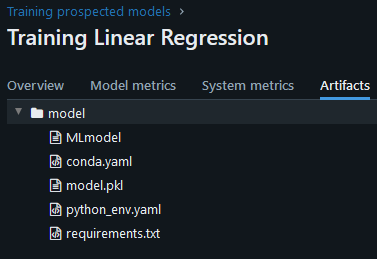 Training prospected models >
Training Linear Regression
Overview Model metrics System metrics Artifacts
model
MLmodel
conda.yaml
model.pkl
python_env.yaml
requirements.txt